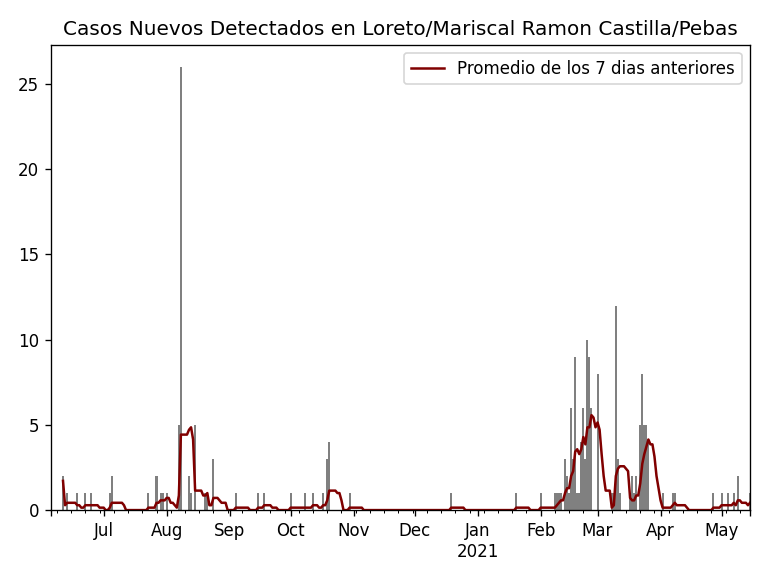 Casos Nuevos Detectados en Loreto/Mariscal Ramon Castilla/Pebas
Promedio de los 7 dias anteriores
25
20
15
10
5
0
Jul Aug Sep Oct Nov Dec Jan Feb Mar Apr May
2021